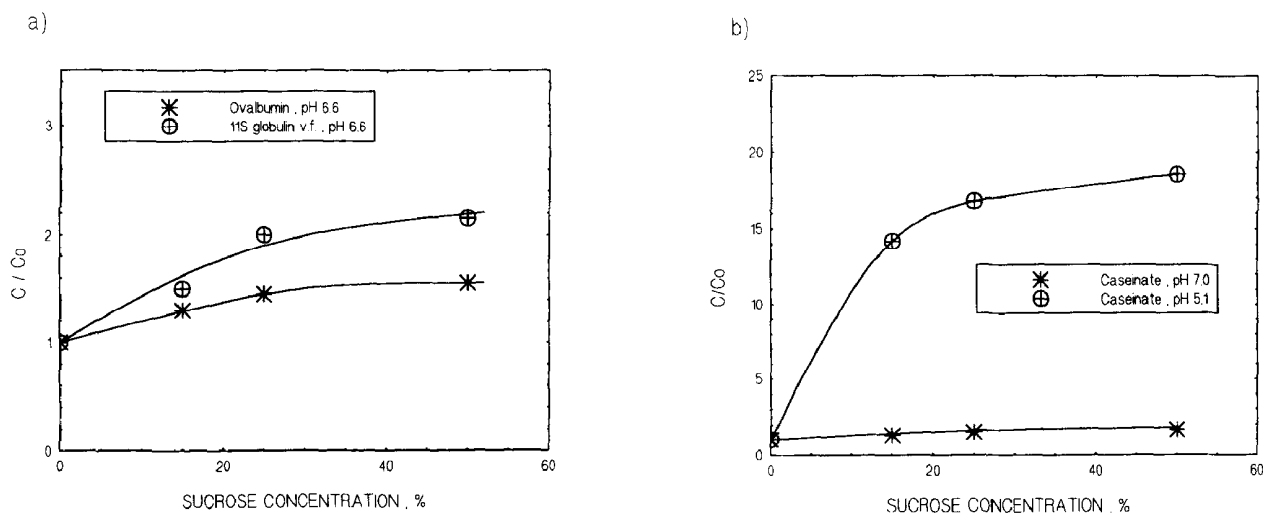 a)
3
2
1
0
C / Co
Ovalbumin , pH 6.6
11S globulin v.f. , pH 6.6
0
20
40
60
SUCROSE CONCENTRATION , %
b)
25
20
15
10
5
0
C/Co
Caseinate , pH 7.0
Caseinate , pH 5.1
0
20
40
60
SUCROSE CONCENTRATION , %